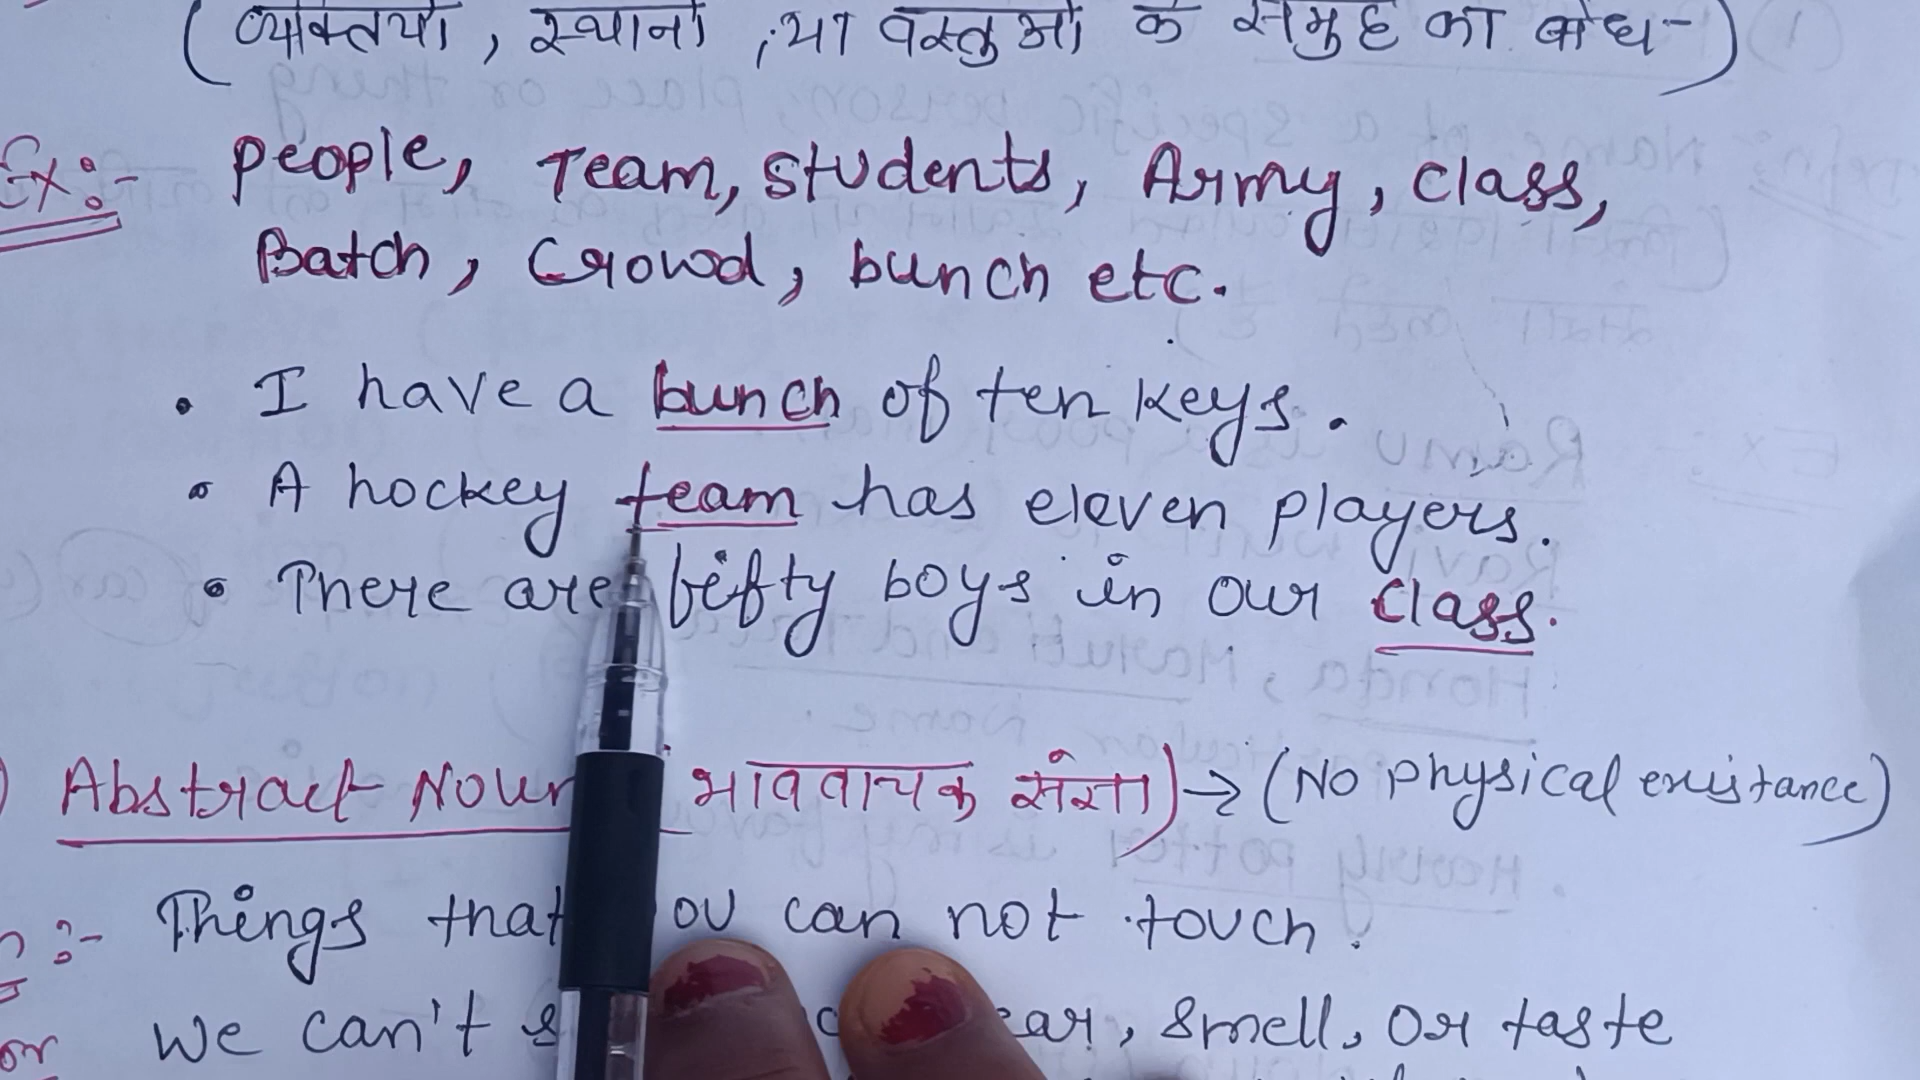 (व्यक्तियों, स्थानों, या वस्तुओं के समुह का बोध-)
Ex:- People, Team, students, Army, class,
Batch, Crowd, bunch etc.
• I have a bunch of ten keys.
• A hockey team has eleven players.
• There are fifty boys in our class.
Abstract Noun भाववाचक संज्ञा) → (No physical existance)
:- Things that you can not touch.
or We can't smell, or taste